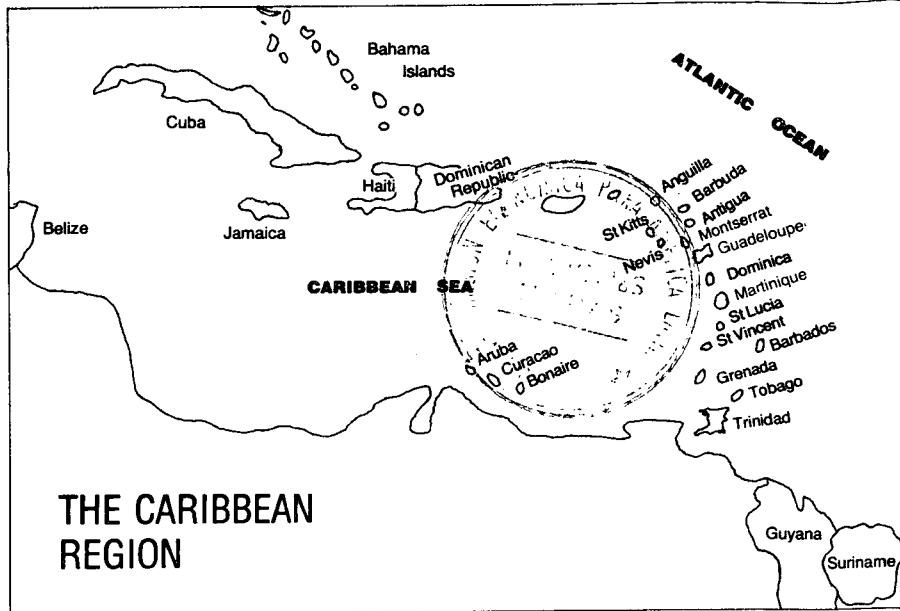 Bahama
Islands
ATLANTIC OCEAN
Cuba
Haiti
Dominican
Republic
Anguilla
Barbuda
Antigua
St Kitts
Montserrat
Nevis
Guadeloupe
Belize
Jamaica
Dominica
CARIBBEAN SEA
Martinique
St Lucia
St Vincent
Barbados
Aruba
Curacao
Bonaire
Grenada
Tobago
Trinidad
THE CARIBBEAN
REGION
Guyana
Suriname
PARA